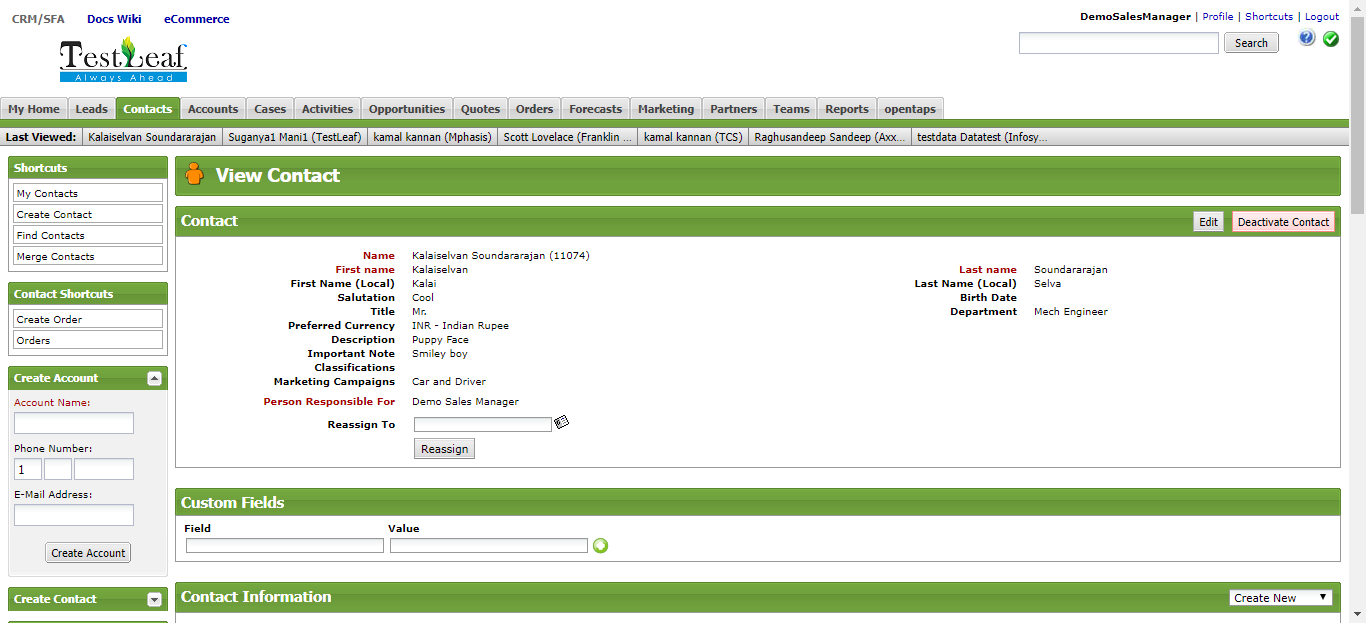 CRM/SFA Docs Wiki eCommerce
DemoSalesManager | Profile | Shortcuts | Logout
TestLeaf
Always Ahead
Search
My Home Leads Contacts Accounts Cases Activities Opportunities Quotes Orders Forecasts Marketing Partners Teams Reports opentaps
Last Viewed: Kalaiselvan Soundararajan Suganya1 Mani1 (TestLeaf) kamal kannan (Mphasis) Scott Lovelace (Franklin ... kamal kannan (TCS) Raghusandeep Sandeep (Axx... testdata Datatest (Infosy...
Shortcuts
My Contacts
Create Contact
Find Contacts
Merge Contacts
Contact Shortcuts
Create Order
Orders
Create Account
Account Name:
Phone Number:
1
E-Mail Address:
Create Account
Create Contact
View Contact
Contact Edit Deactivate Contact
Name Kalaiselvan Soundararajan (11074)
First name Kalaiselvan Last name Soundararajan
First Name (Local) Kalai Last Name (Local) Selva
Salutation Cool Birth Date
Title Mr. Department Mech Engineer
Preferred Currency INR - Indian Rupee
Description Puppy Face
Important Note Smiley boy
Classifications
Marketing Campaigns Car and Driver
Person Responsible For Demo Sales Manager
Reassign To
Reassign
Custom Fields
Field Value
Contact Information Create New